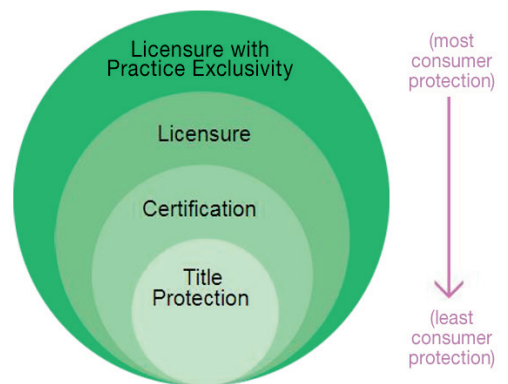 Licensure with
Practice Exclusivity
Licensure
Certification
Title
Protection
(most
consumer
protection)
(least
consumer
protection)